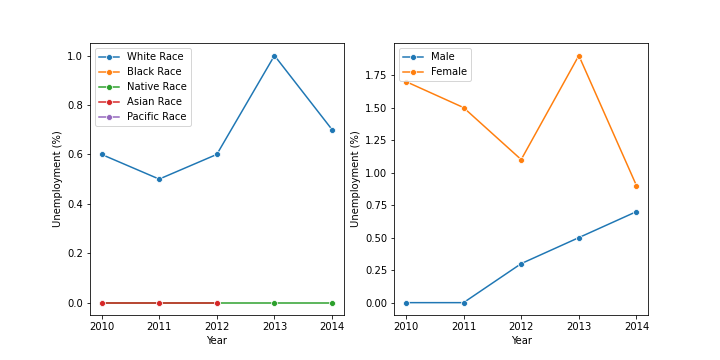 White Race
Black Race
Native Race
Asian Race
Pacific Race
1.0
0.8
0.6
0.4
0.2
0.0
Unemployment (%)
2010 2011 2012 2013 2014
Year
Male
Female
1.75
1.50
1.25
1.00
0.75
0.50
0.25
0.00
Unemployment (%)
2010 2011 2012 2013 2014
Year